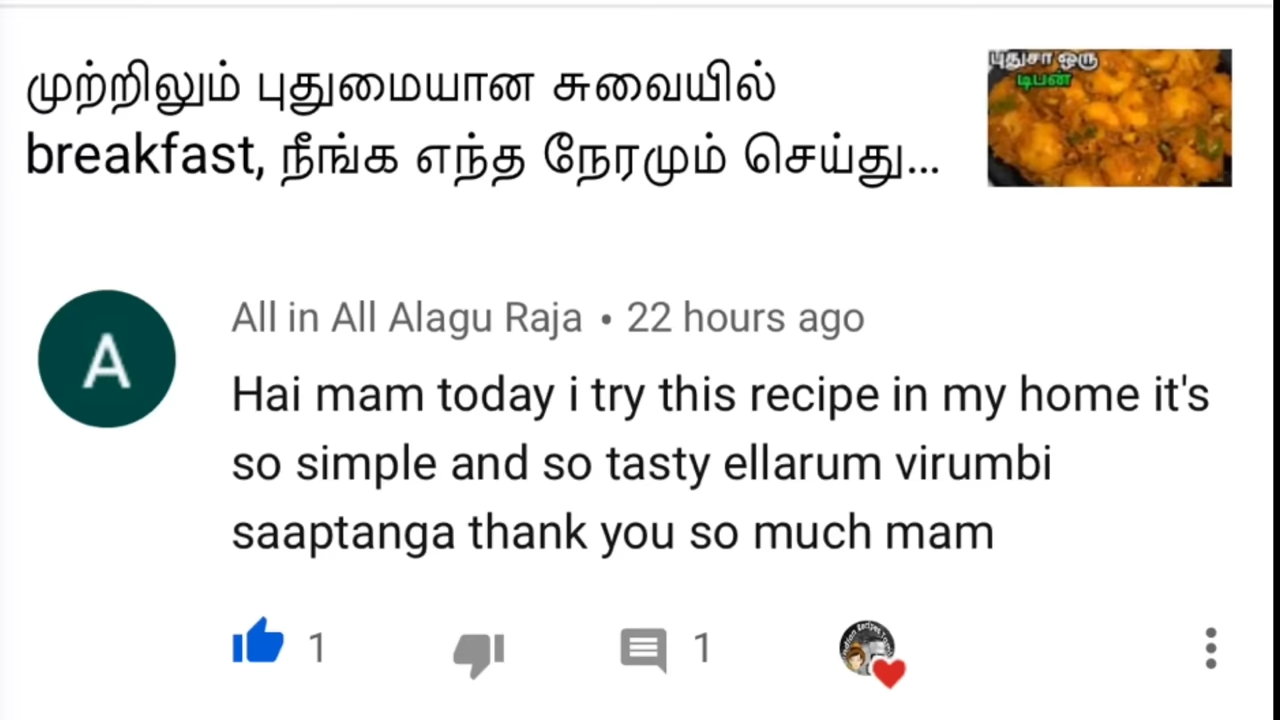 முற்றிலும் புதுமையான சுவையில்
breakfast, நீங்க எந்த நேரமும் செய்து...
புதுசா ஒரு
டிபன்
A
All in All Alagu Raja • 22 hours ago
Hai mam today i try this recipe in my home it's
so simple and so tasty ellarum virumbi
saaptanga thank you so much mam
1
1
Indian Recipes